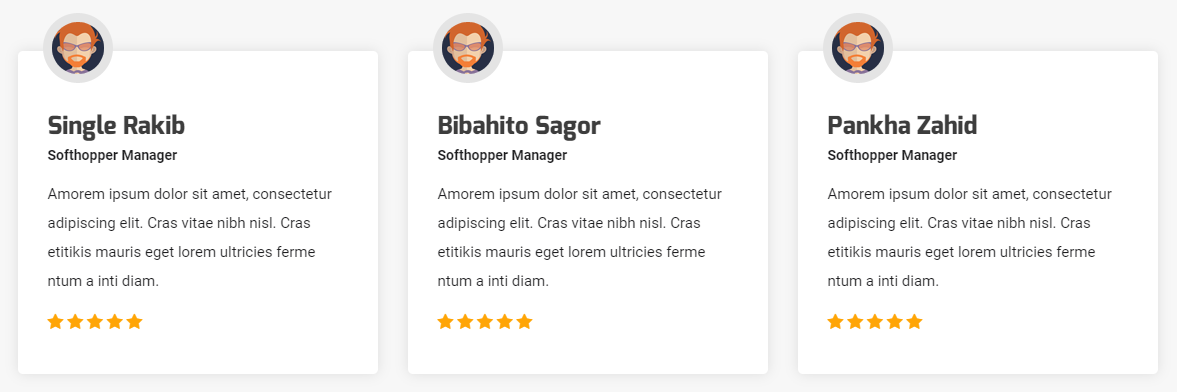 Single Rakib
Softhopper Manager
Amorem ipsum dolor sit amet, consectetur
adipiscing elit. Cras vitae nibh nisl. Cras
etitikis mauris eget lorem ultricies ferme
ntum a inti diam.
Bibahito Sagor
Softhopper Manager
Amorem ipsum dolor sit amet, consectetur
adipiscing elit. Cras vitae nibh nisl. Cras
etitikis mauris eget lorem ultricies ferme
ntum a inti diam.
Pankha Zahid
Softhopper Manager
Amorem ipsum dolor sit amet, consectetur
adipiscing elit. Cras vitae nibh nisl. Cras
etitikis mauris eget lorem ultricies ferme
ntum a inti diam.